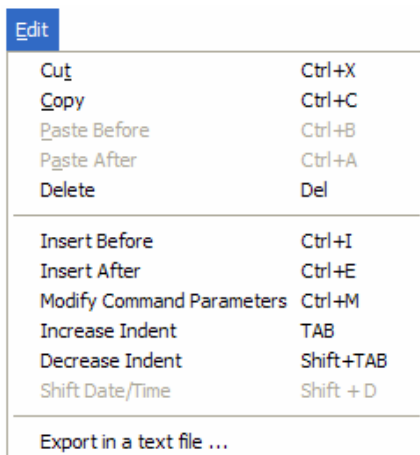 Edit
Cut Ctrl+X
Copy Ctrl+C
Paste Before Ctrl+B
Paste After Ctrl+A
Delete Del
Insert Before Ctrl+I
Insert After Ctrl+E
Modify Command Parameters Ctrl+M
Increase Indent TAB
Decrease Indent Shift+TAB
Shift Date/Time Shift + D
Export in a text file ...